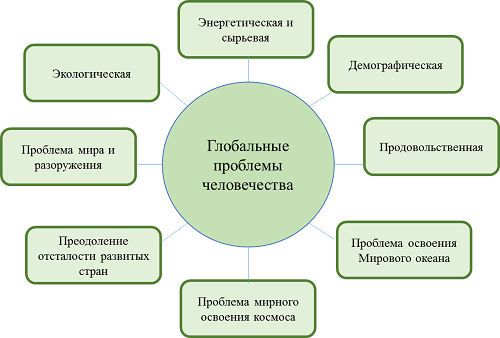 Энергетическая и
сырьевая
Экологическая
Демографическая
Глобальные
проблемы
человечества
Проблема мира и
разоружения
Продовольственная
Преодоление
отсталости развитых
стран
Проблема освоения
Мирового океана
Проблема мирного
освоения космоса